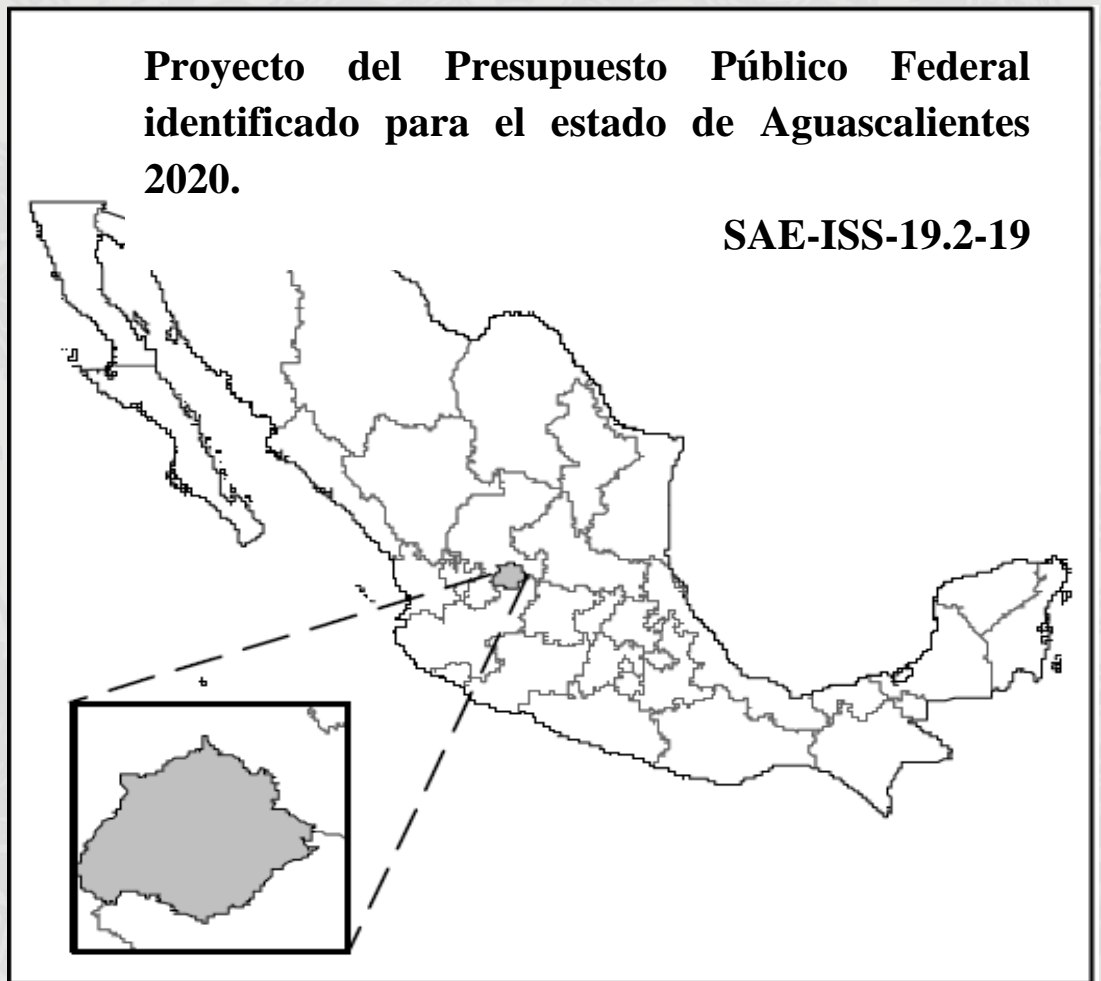 Proyecto del Presupuesto Público Federal
identificado para el estado de Aguascalientes
2020.
SAE-ISS-19.2-19